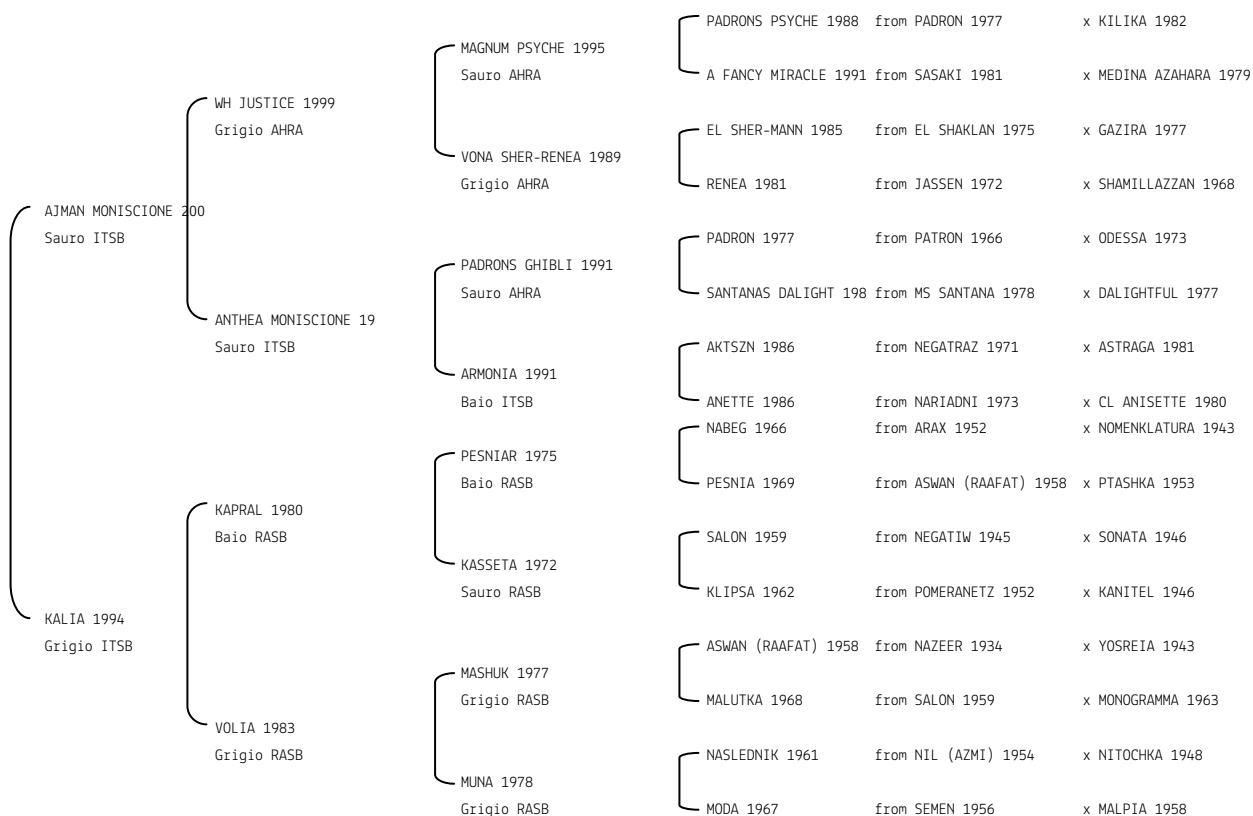 PADRONS PSYCHE 1988 from PADRON 1977 x KILIKA 1982
MAGNUM PSYCHE 1995
Sauro AHRA
A FANCY MIRACLE 1991 from SASAKI 1981 x MEDINA AZAHARA 1979
WH JUSTICE 1999
Grigio AHRA
EL SHER-MANN 1985 from EL SHAKLAN 1975 x GAZIRA 1977
VONA SHER-RENEA 1989
Grigio AHRA
RENEA 1981 from JASSEN 1972 x SHAMILLAZZAN 1968
AJMAN MONISCIONE 200
Sauro ITSB
PADRON 1977 from PATRON 1966 x ODESSA 1973
PADRONS GHIBLI 1991
Sauro AHRA
SANTANAS DALIGHT 198 from MS SANTANA 1978 x DALIGHTFUL 1977
ANTHEA MONISCIONE 19
Sauro ITSB
AKTSZN 1986 from NEGATRAZ 1971 x ASTRAGA 1981
ARMONIA 1991
Baio ITSB
ANETTE 1986 from NARIADNI 1973 x CL ANISETTE 1980
NABEG 1966 from ARAX 1952 x NOMENKLATURA 1943
PESNIAR 1975
Baio RASB
PESNIA 1969 from ASWAN (RAAFAT) 1958 x PTASHKA 1953
KAPRAL 1980
Baio RASB
SALON 1959 from NEGATIW 1945 x SONATA 1946
KASSETA 1972
Sauro RASB
KLIPSA 1962 from POMERANETZ 1952 x KANITEL 1946
KALIA 1994
Grigio ITSB
ASWAN (RAAFAT) 1958 from NAZEER 1934 x YOSREIA 1943
MASHUK 1977
Grigio RASB
MALUTKA 1968 from SALON 1959 x MONOGRAMMA 1963
VOLIA 1983
Grigio RASB
NASLEDNIK 1961 from NIL (AZMI) 1954 x NITOCHKA 1948
MUNA 1978
Grigio RASB
MODA 1967 from SEMEN 1956 x MALPIA 1958